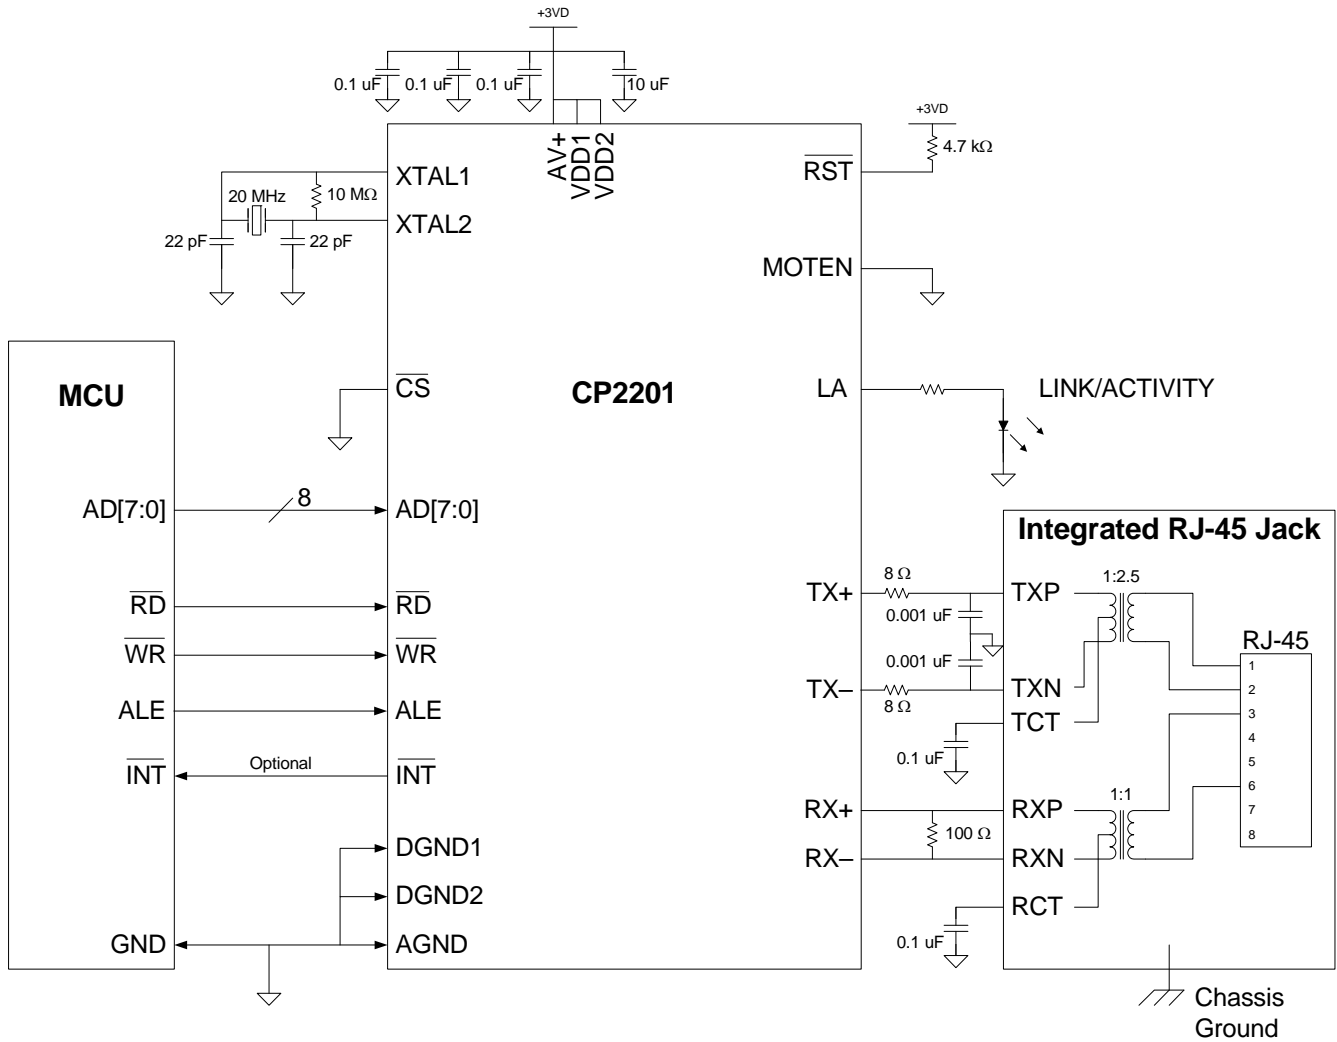 +3VD
0.1 uF
0.1 uF
0.1 uF
10 uF
+3VD
4.7 kΩ
AV+
VDD1
VDD2
XTAL1
RST
20 MHz
10 MΩ
XTAL2
22 pF
22 pF
MOTEN
MCU
CS
CP2201
LA
LINK/ACTIVITY
AD[7:0]
8
AD[7:0]
Integrated RJ-45 Jack
RD
RD
TX+
8 Ω
TXP
1:2.5
0.001 uF
WR
WR
RJ-45
0.001 uF
1
2
3
4
5
6
7
8
TX–
8 Ω
TXN
ALE
ALE
TCT
0.1 uF
INT
Optional
INT
RX+
RXP
1:1
100 Ω
DGND1
RX–
RXN
DGND2
RCT
GND
AGND
0.1 uF
Chassis
Ground